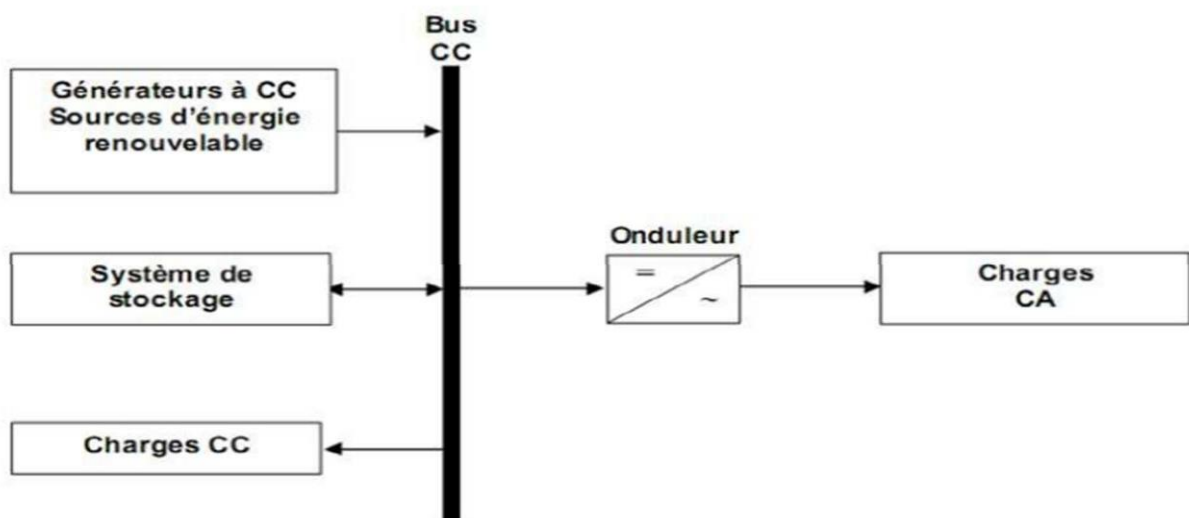 Bus
CC
Générateurs à CC
Sources d'énergie
renouvelable
Onduleur
=
~
Système de
stockage
Charges
CA
Charges CC